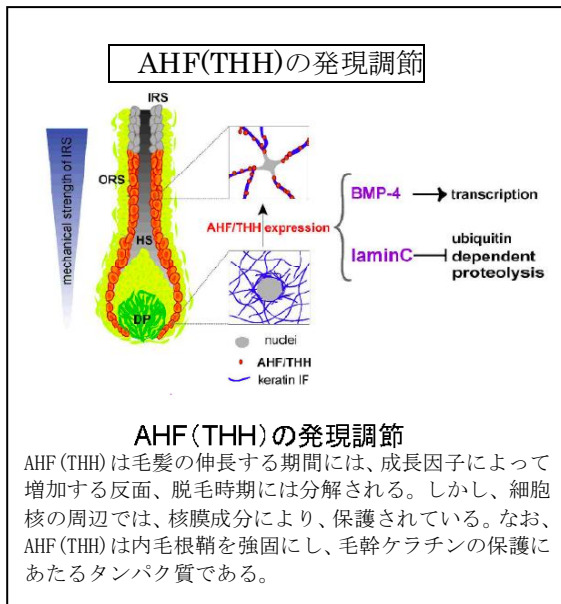 AHF(THH)の発現調節
IRS
mechanical strength of IRS
ORS
HS
DP
AHF/THH expression
BMP-4
transcription
laminC
ubiquitin
dependent
proteolysis
nuclei
AHF/THH
keratin IF
AHF(THH)の発現調節
AHF(THH)は毛髪の伸長する期間には、成長因子によって
増加する反面、脱毛時期には分解される。しかし、細胞
核の周辺では、核膜成分により、保護されている。なお、
AHF(THH)は内毛根鞘を強固にし、毛幹ケラチンの保護に
あたるタンパク質である。